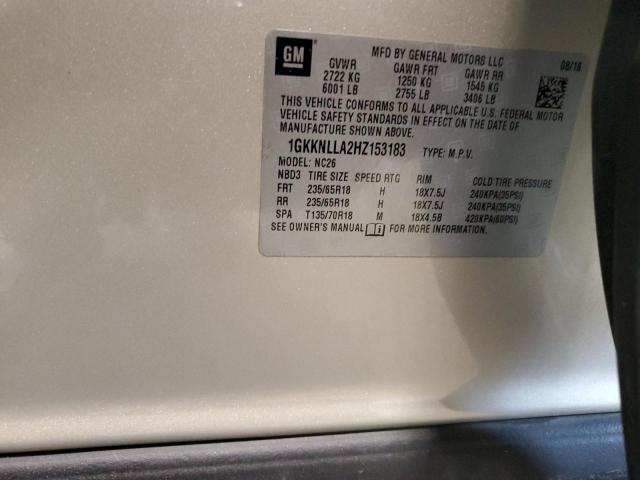 GM
MFD BY GENERAL MOTORS LLC
08/16
GVWR GAWR FRT GAWR RR
2722 KG 1250 KG 1545 KG
6001 LB 2755 LB 3406 LB
THIS VEHICLE CONFORMS TO ALL APPLICABLE U.S. FEDERAL MOTOR
VEHICLE SAFETY STANDARDS IN EFFECT ON THE DATE OF
MANUFACTURE SHOWN ABOVE.
1GKKNLLA2HZ153183 TYPE: M.P.V.
MODEL: NC26
NBD3 TIRE SIZE SPEED RTG RIM COLD TIRE PRESSURE
FRT 235/65R18 H 18X7.5J 240KPA(35PSI)
RR 235/65R18 H 18X7.5J 240KPA(35PSI)
SPA T135/70R18 M 18X4.5B 420KPA(60PSI)
SEE OWNER'S MANUAL FOR MORE INFORMATION.